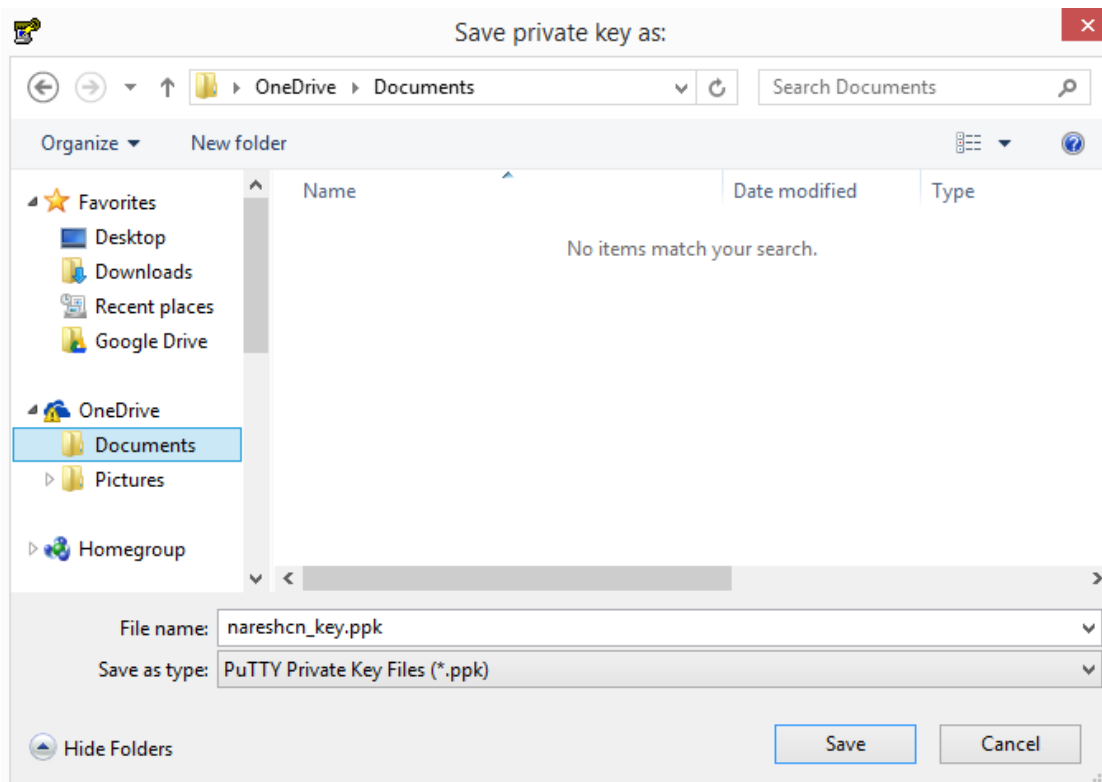 Save private key as:
OneDrive Documents Search Documents
Organize New folder
Name Date modified Type
No items match your search.
Favorites
Desktop
Downloads
Recent places
Google Drive
OneDrive
Documents
Pictures
Homegroup
File name: nareshcn_key.ppk
Save as type: PuTTY Private Key Files (*.ppk)
Hide Folders Save Cancel